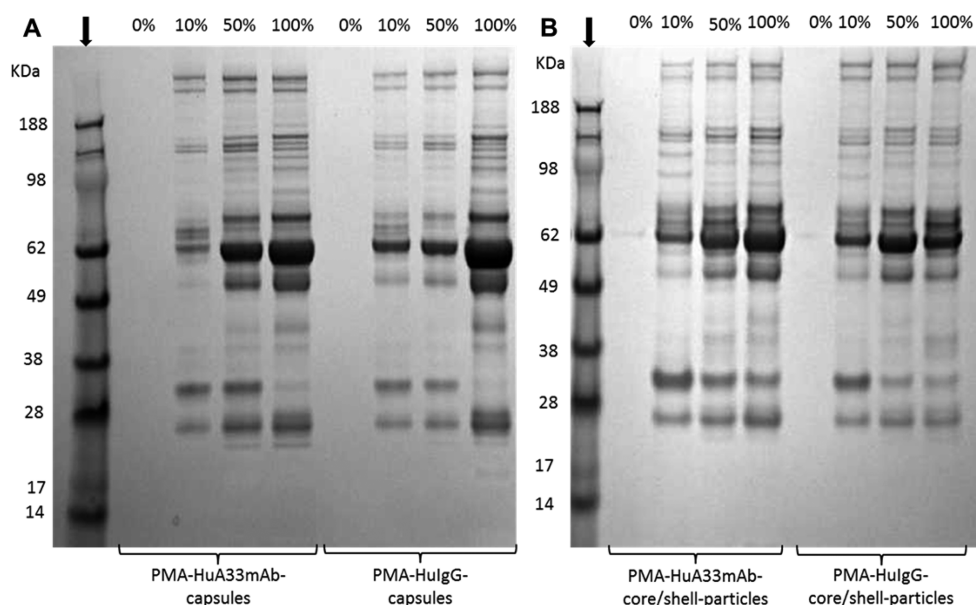 A 0% 10% 50% 100% 0% 10% 50% 100%
KDa
188
98
62
49
38
28
17
14
PMA-HuA33mAb-
capsules
PMA-HuIgG-
capsules
B 0% 10% 50% 100% 0% 10% 50% 100%
KDa
188
98
62
49
38
28
17
14
PMA-HuA33mAb-
core/shell-particles
PMA-HuIgG-
core/shell-particles